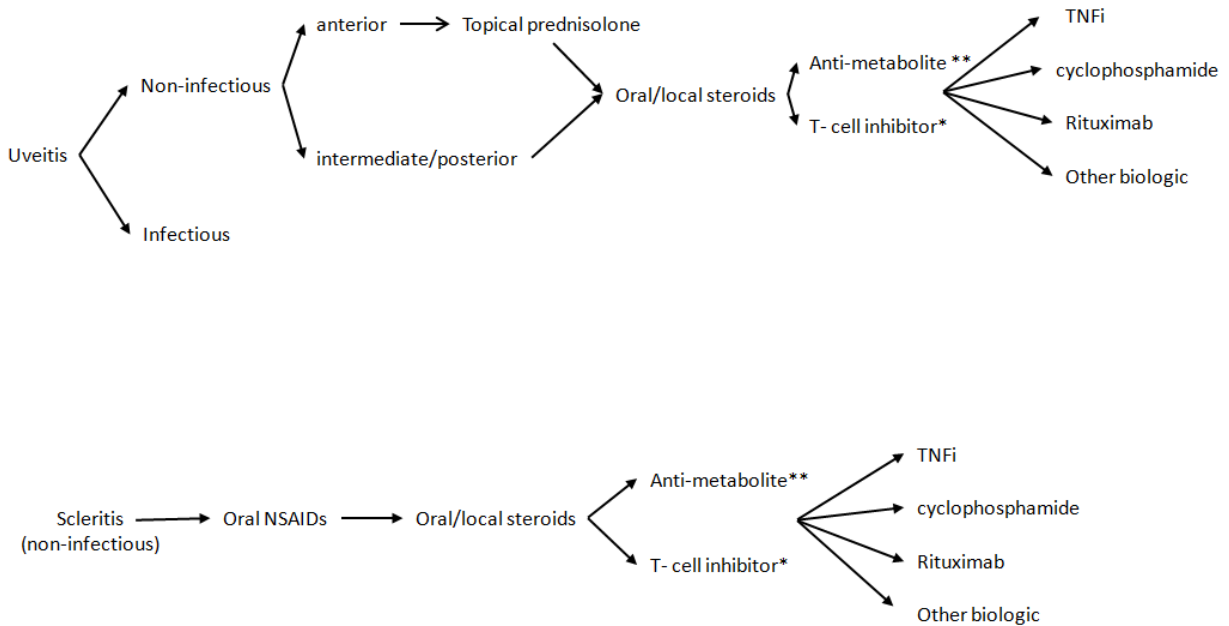 Uveitis
Non-infectious
Infectious
anterior
Topical prednisolone
intermediate/posterior
Oral/local steroids
Anti-metabolite **
T- cell inhibitor*
TNFi
cyclophosphamide
Rituximab
Other biologic
Scleritis
(non-infectious)
Oral NSAIDs
Oral/local steroids
Anti-metabolite**
T- cell inhibitor*
TNFi
cyclophosphamide
Rituximab
Other biologic